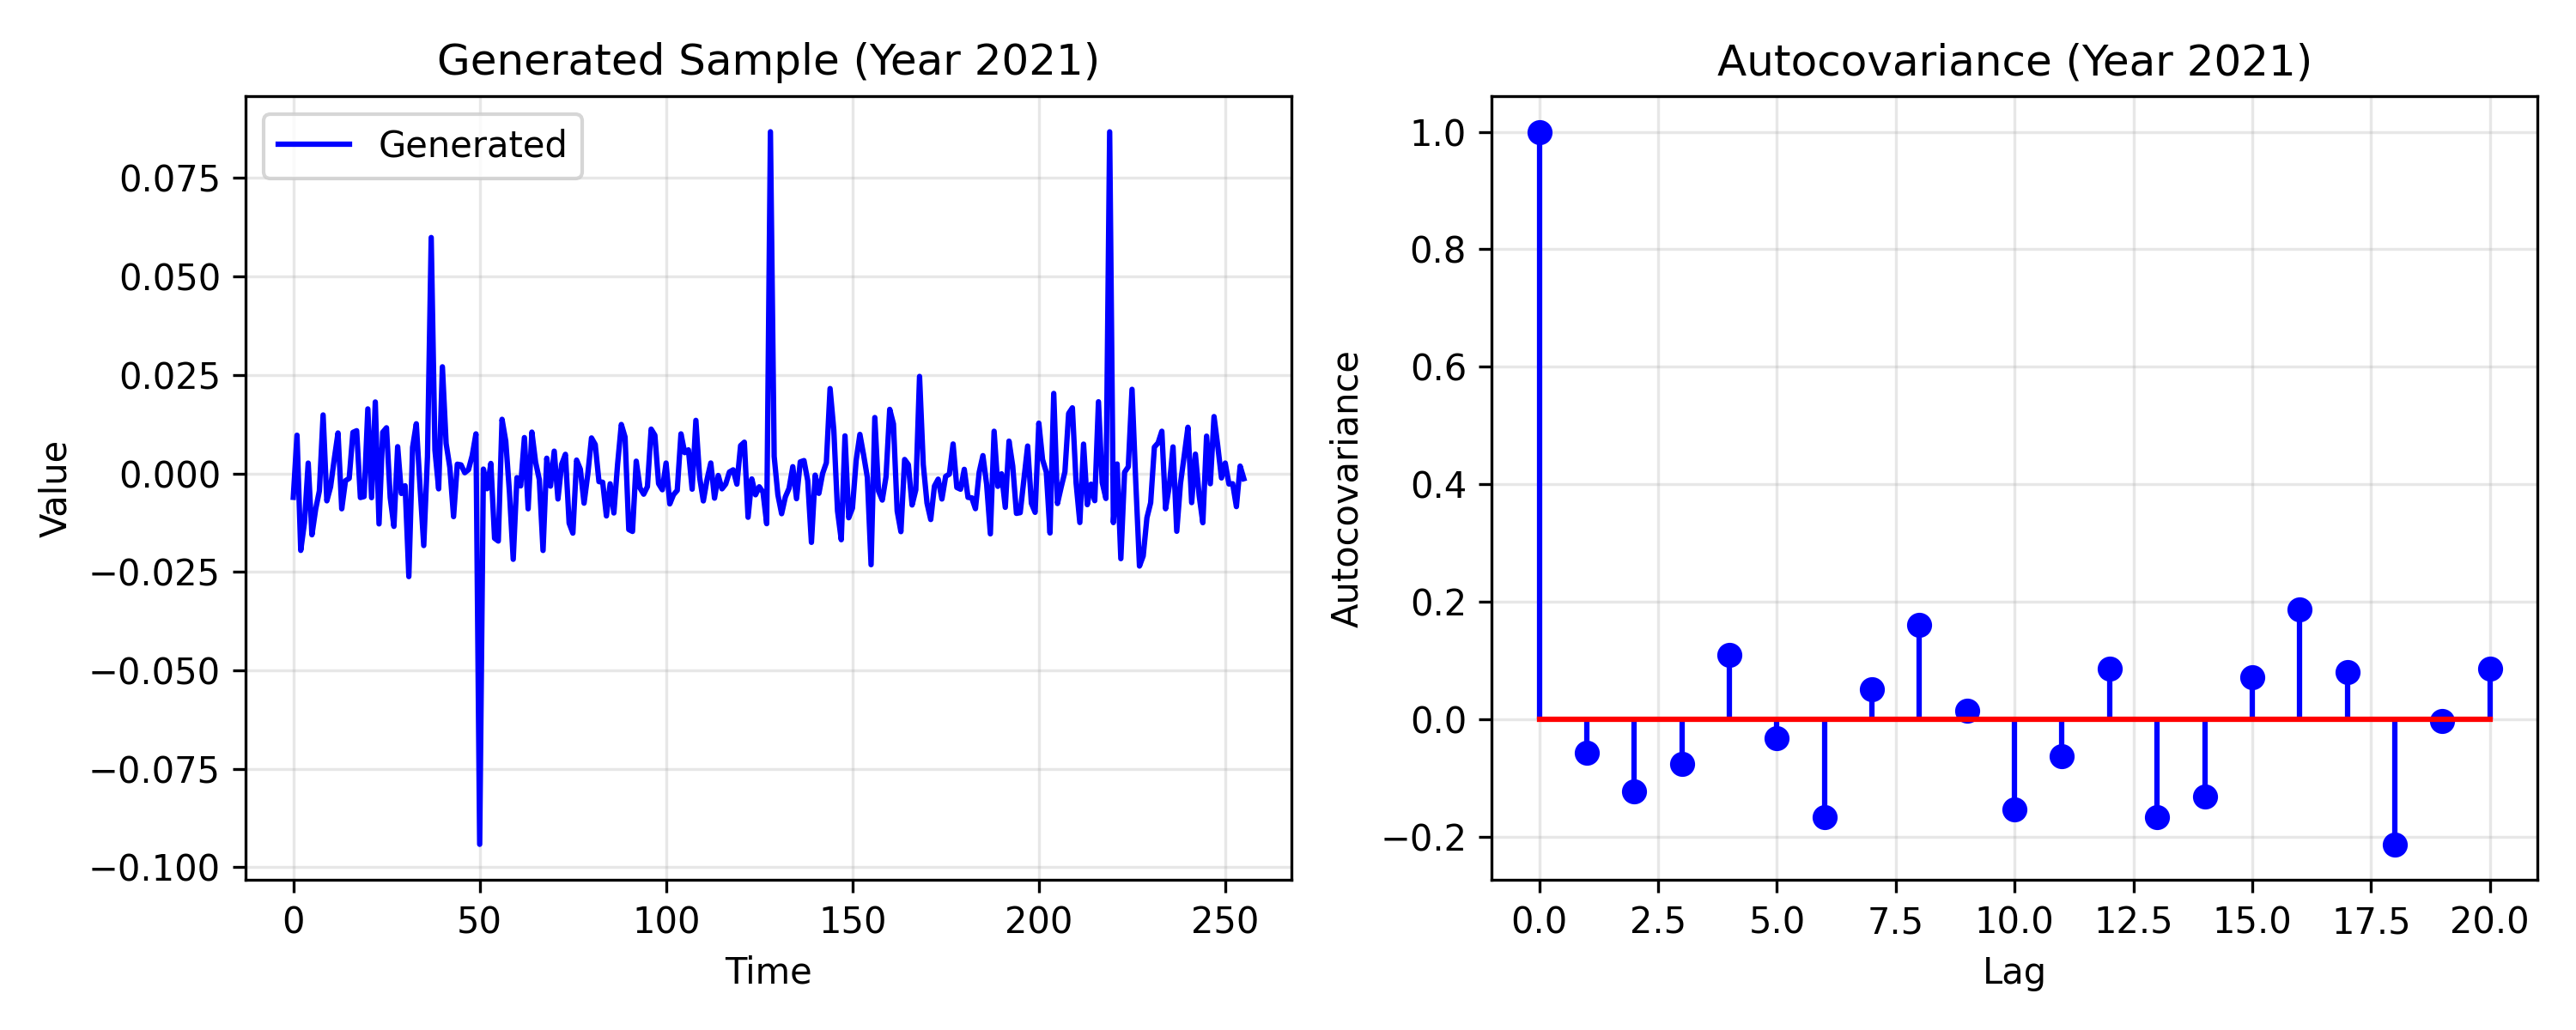 Generated Sample (Year 2021)
Generated
0.075
0.050
0.025
0.000
−0.025
−0.050
−0.075
−0.100
Value
0 50 100 150 200 250
Time
Autocovariance (Year 2021)
1.0
0.8
0.6
0.4
0.2
0.0
−0.2
Autocovariance
0.0 2.5 5.0 7.5 10.0 12.5 15.0 17.5 20.0
Lag